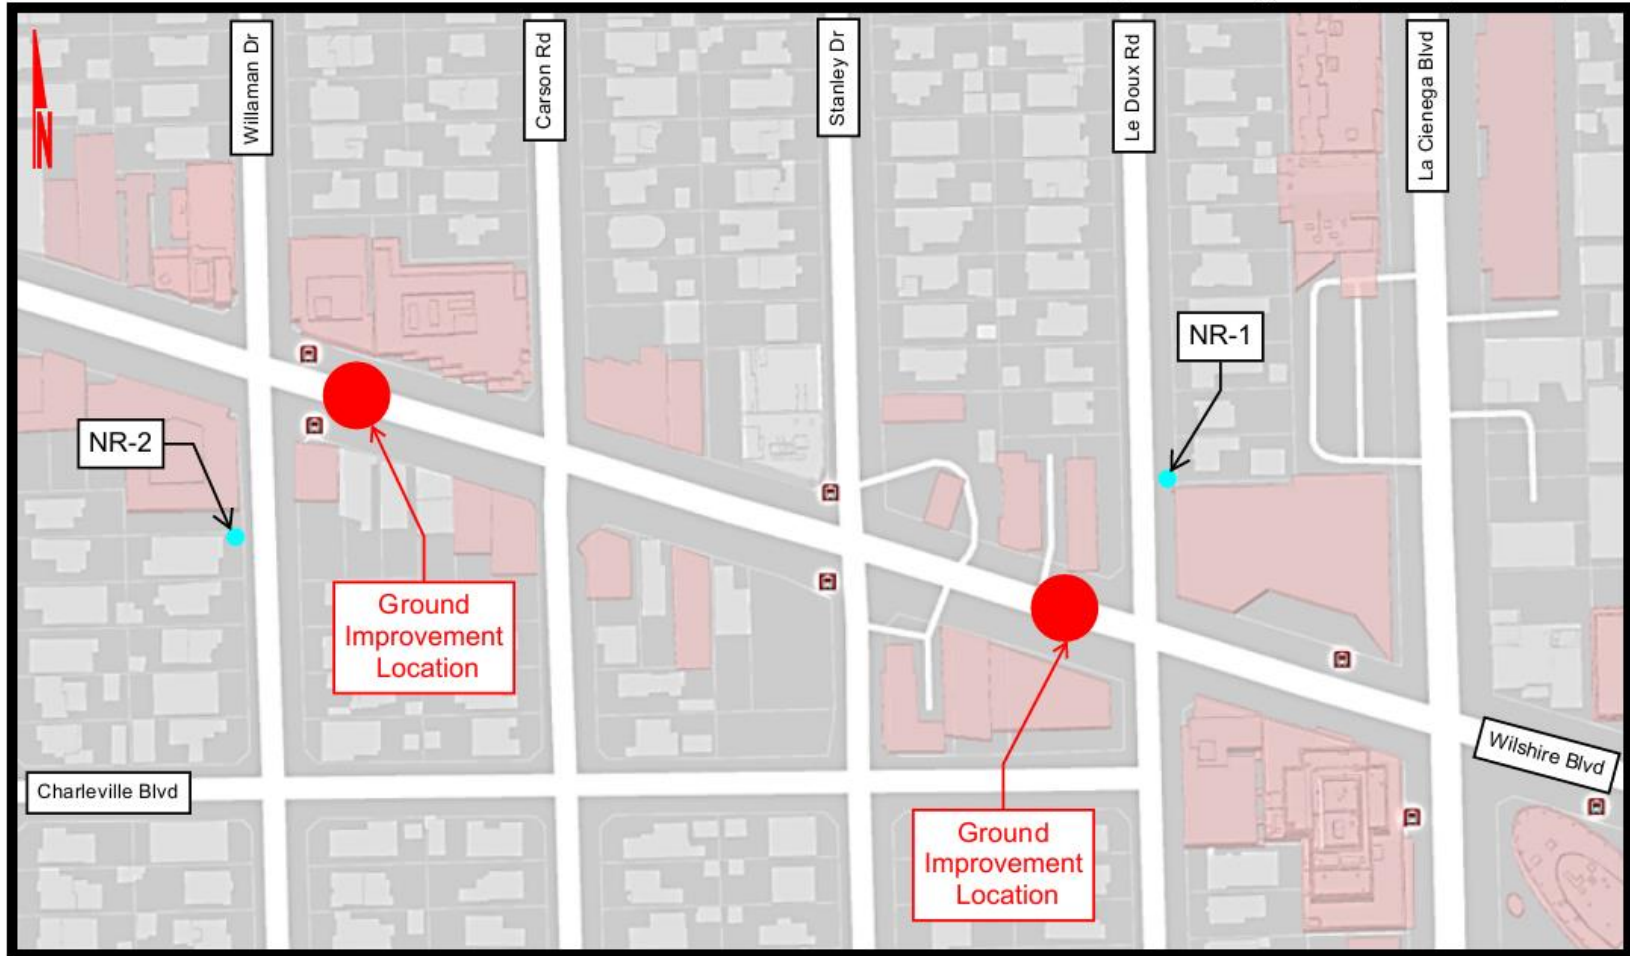 Willaman Dr
Carson Rd
Stanley Dr
Le Doux Rd
La Cienega Blvd
N
NR-1
NR-2
Ground
Improvement
Location
Wilshire Blvd
Charleville Blvd
Ground
Improvement
Location